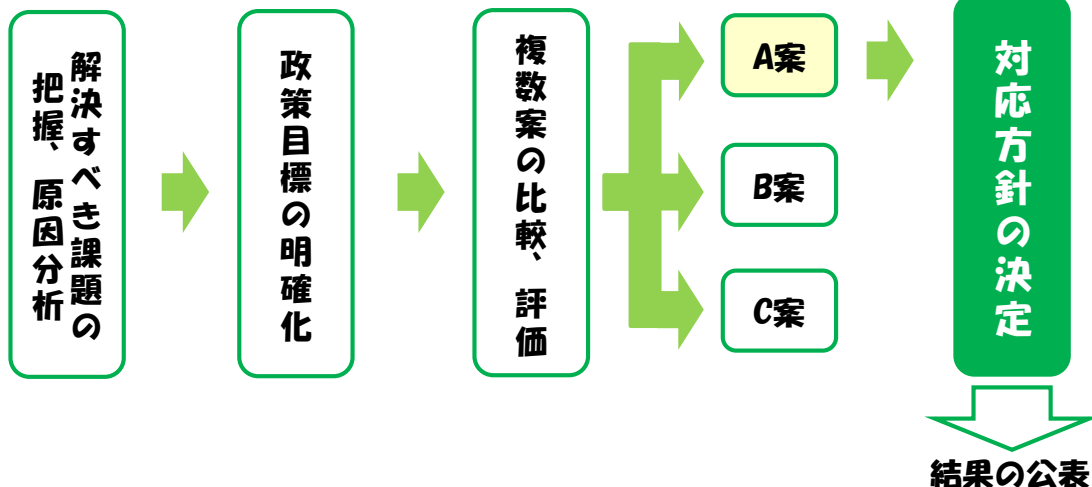 解決すべき課題の
把握、原因分析
政策目標の明確化
複数案の比較、評価
A案
B案
C案
対応方針の決定
結果の公表